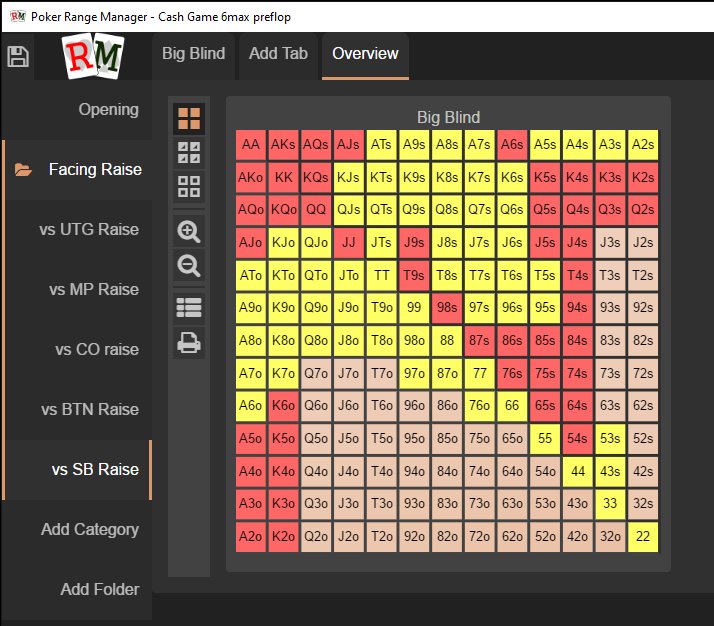 Poker Range Manager - Cash Game 6max preflop
RM
Big Blind Add Tab Overview
Opening
Facing Raise
vs UTG Raise
vs MP Raise
vs CO raise
vs BTN Raise
vs SB Raise
Add Category
Add Folder
Big Blind
AA AKs AQs AJs ATs A9s A8s A7s A6s A5s A4s A3s A2s
AKo KK KQs KJs KTs K9s K8s K7s K6s K5s K4s K3s K2s
AQo KQo QQ QJs QTs Q9s Q8s Q7s Q6s Q5s Q4s Q3s Q2s
AJo KJo QJo JJ JTs J9s J8s J7s J6s J5s J4s J3s J2s
ATo KTo QTo JTo TT T9s T8s T7s T6s T5s T4s T3s T2s
A9o K9o Q9o J9o T9o 99 98s 97s 96s 95s 94s 93s 92s
A8o K8o Q8o J8o T8o 98o 88 87s 86s 85s 84s 83s 82s
A7o K7o Q7o J7o T7o 97o 87o 77 76s 75s 74s 73s 72s
A6o K6o Q6o J6o T6o 96o 86o 76o 66 65s 64s 63s 62s
A5o K5o Q5o J5o T5o 95o 85o 75o 65o 55 54s 53s 52s
A4o K4o Q4o J4o T4o 94o 84o 74o 64o 54o 44 43s 42s
A3o K3o Q3o J3o T3o 93o 83o 73o 63o 53o 43o 33 32s
A2o K2o Q2o J2o T2o 92o 82o 72o 62o 52o 42o 32o 22